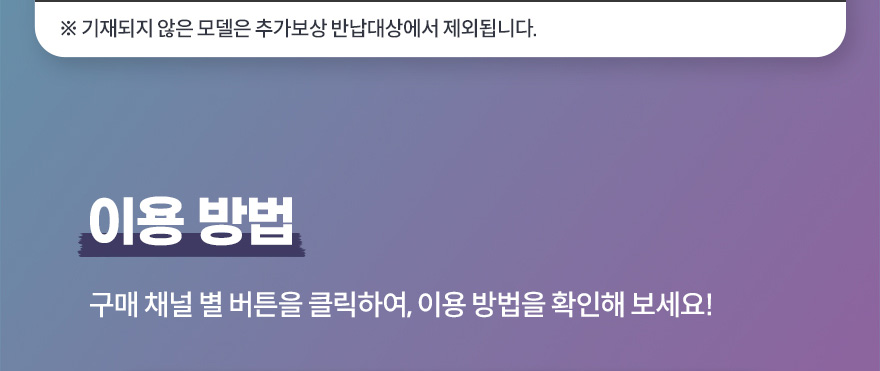 ※ 기재되지 않은 모델은 추가보상 반납대상에서 제외됩니다.
이용 방법
구매 채널 별 버튼을 클릭하여, 이용 방법을 확인해 보세요!